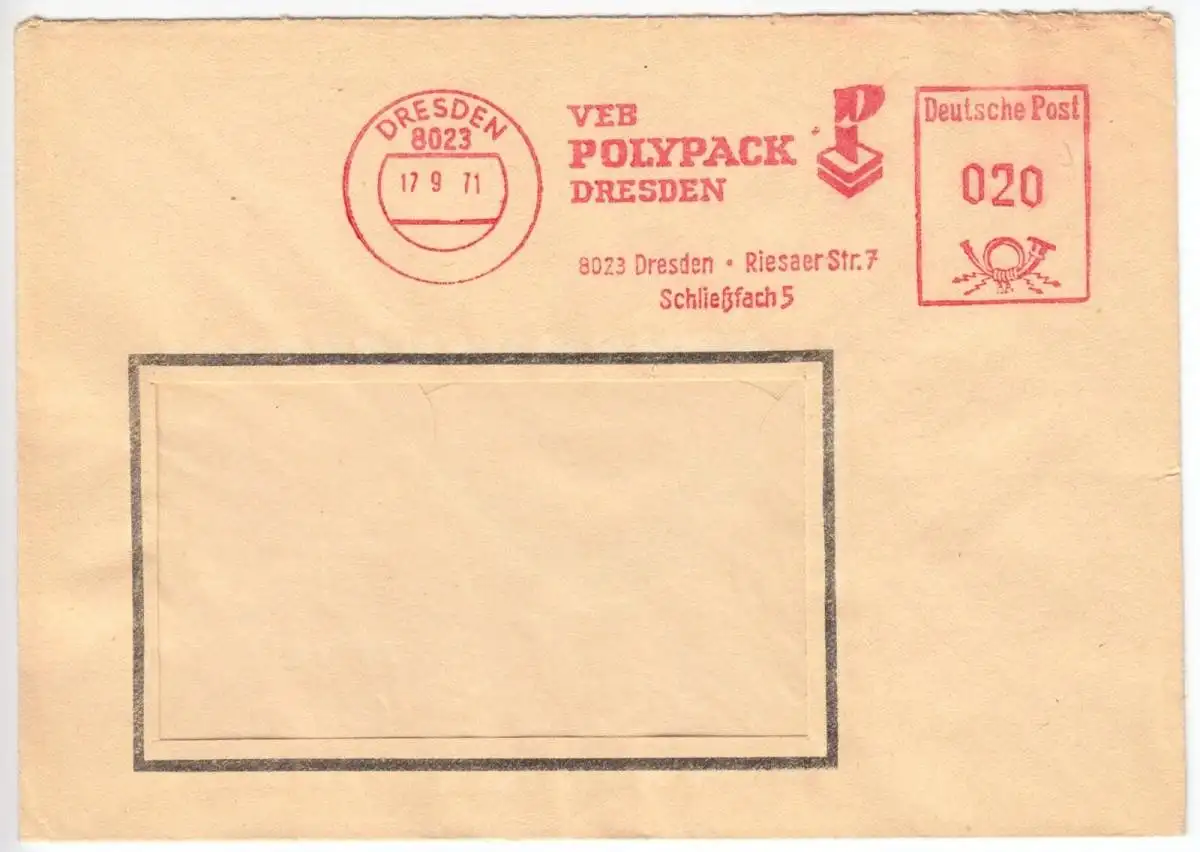 DRESDEN
8023
17 9 71
VEB
POLYPACK
DRESDEN
8023 Dresden • Riesaer Str. 7
Schließfach 5
P
Deutsche Post
020